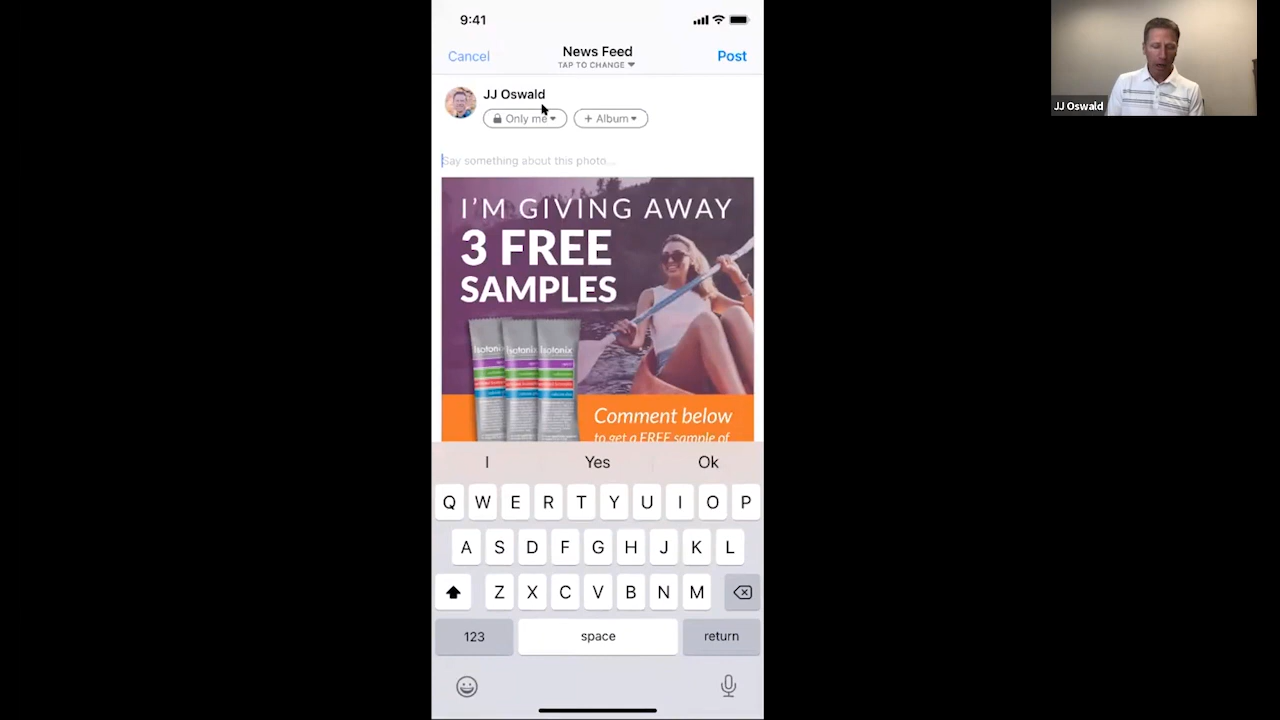 9:41
Cancel
News Feed
Post
TAP TO CHANGE
JJ Oswald
Only me
+ Album
Say something about this photo...
I'M GIVING AWAY
3 FREE
SAMPLES
Isotonix Isotonix Isotonix
Comment below
to get a FREE sample of
I Yes Ok
Q W E R T Y U I O P
A S D F G H J K L
Z X C V B N M
123 space return
JJ Oswald